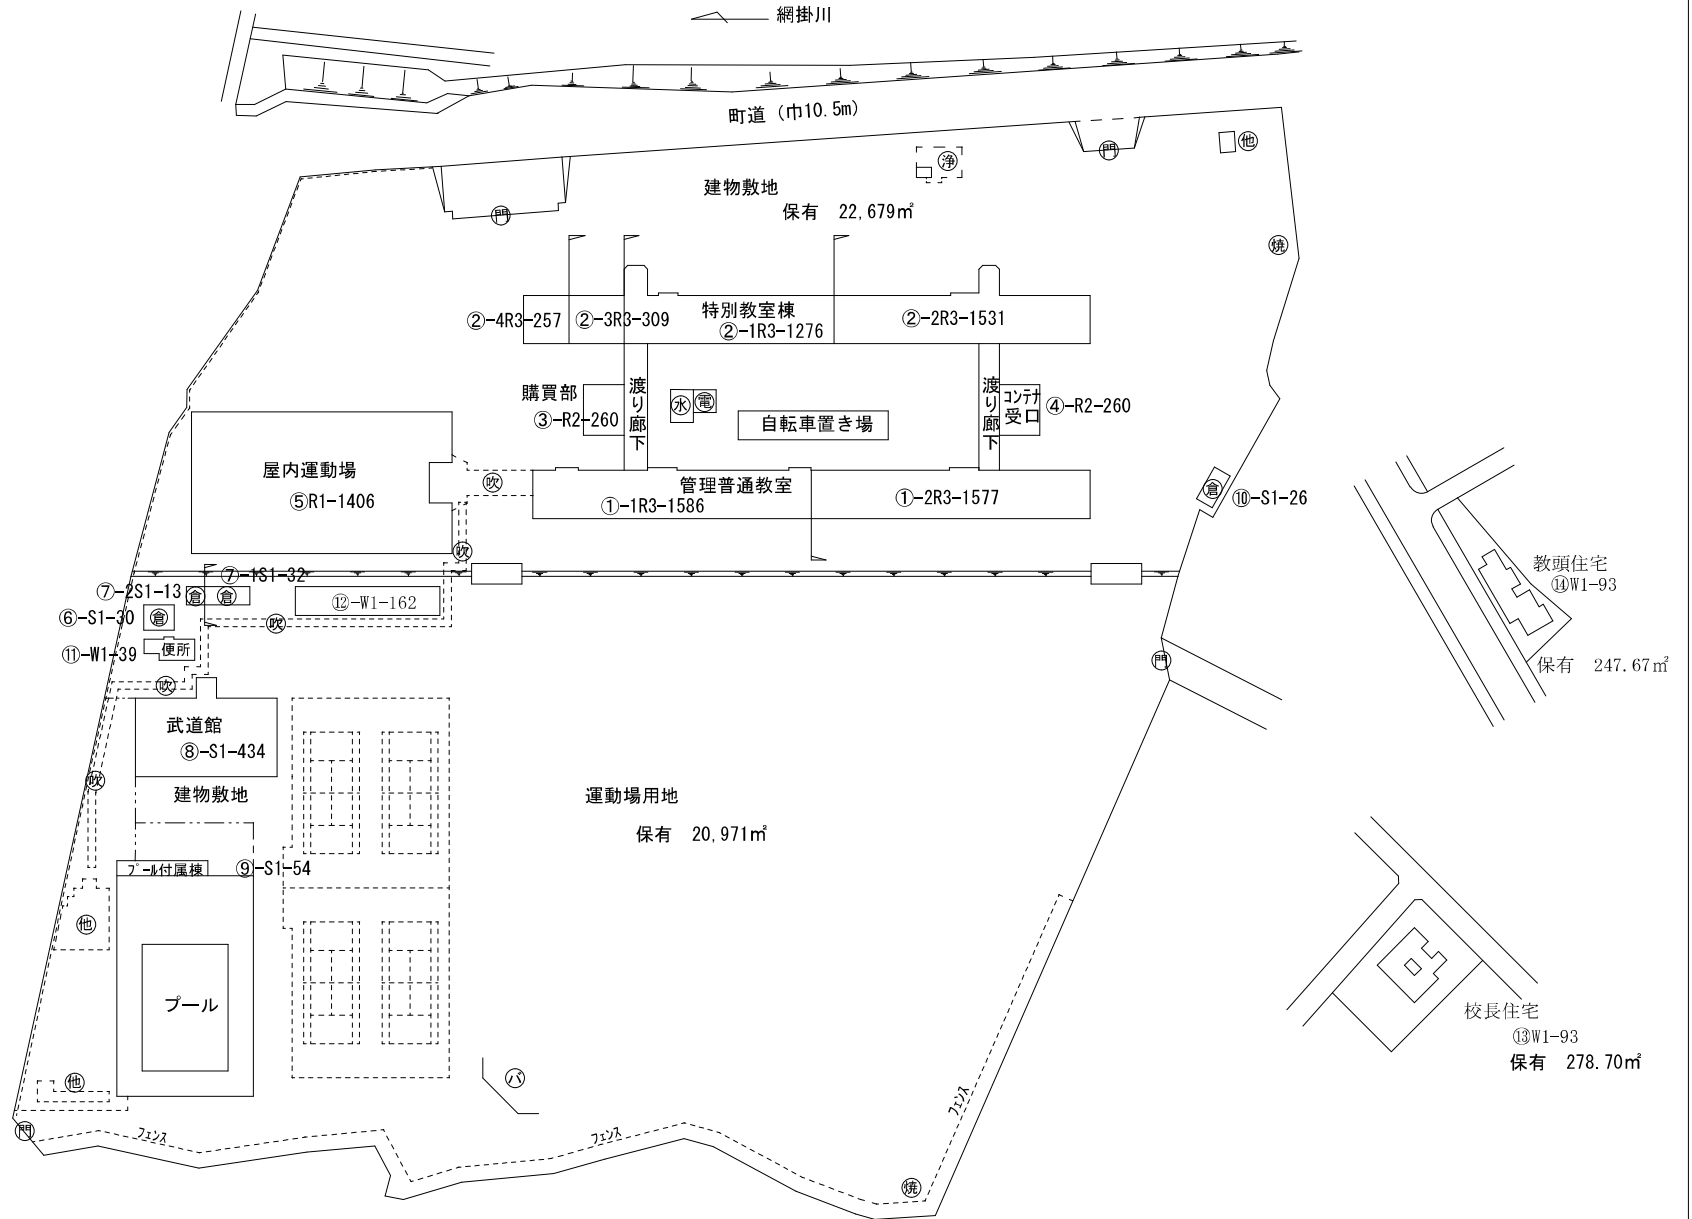 網掛川
町道（巾10.5m）
門
他
浄
建物敷地
保有　22,679㎡
門
焼
特別教室棟
②-4R3-257
②-3R3-309
②-1R3-1276
②-2R3-1531
購買部
③-R2-260
渡り廊下
水
電
自転車置き場
渡り廊下
コンテナ
受口
④-R2-260
屋内運動場
⑤R1-1406
吹
管理普通教室
①-1R3-1586
①-2R3-1577
倉
⑩-S1-26
吹
⑦-1S1-32
⑦-2S1-13
倉
倉
⑫-W1-162
⑥-S1-30
倉
吹
⑪-W1-39
便所
吹
門
教頭住宅
⑭W1-93
保有　247.67㎡
武道館
⑧-S1-434
吹
建物敷地
運動場用地
保有　20,971㎡
プール付属棟
⑨-S1-54
他
プール
校長住宅
⑬W1-93
保有　278.70㎡
他
バ
門
フェンス
フェンス
フェンス
焼